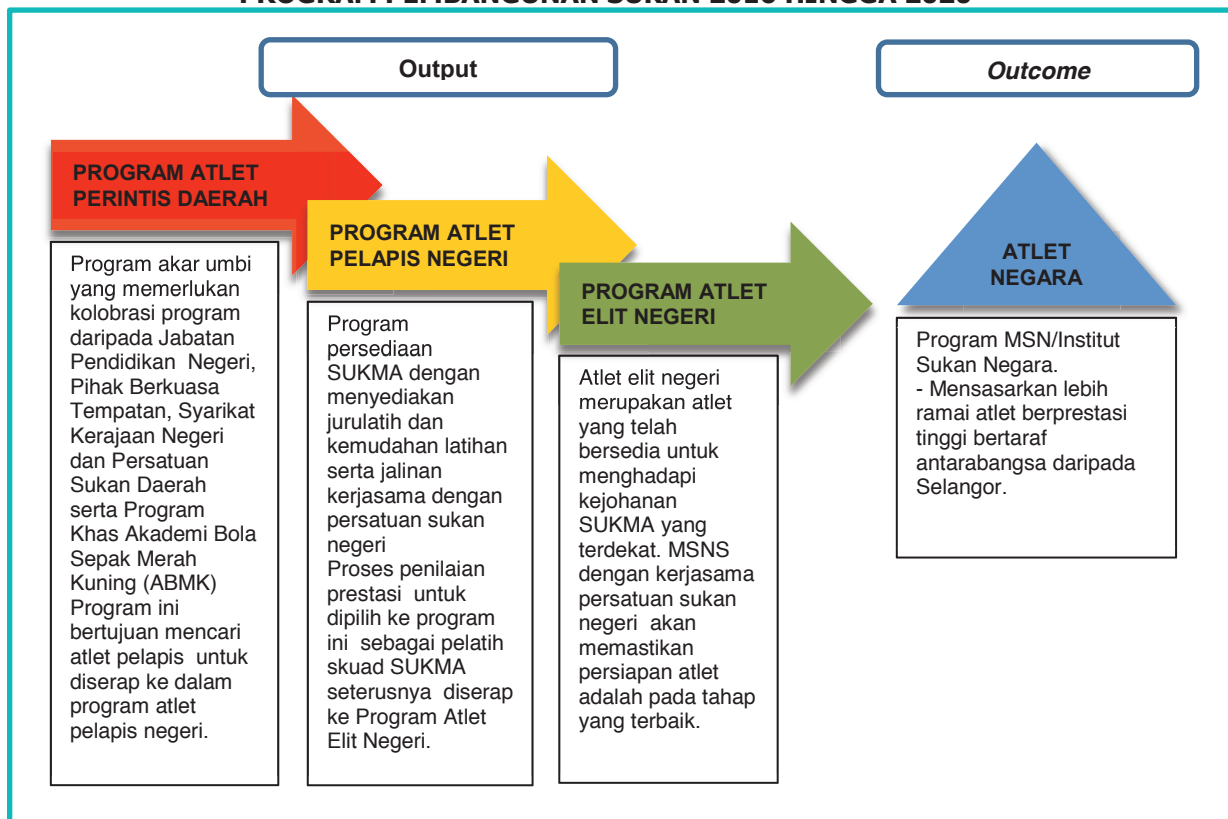 PROGRAM PEMBANGUNAN SUKAN HINGGA
Output
Outcome
PROGRAM ATLET
PERINTIS DAERAH
Program akar umbi
yang memerlukan
kolobrasi program
daripada Jabatan
Pendidikan Negeri,
Pihak Berkuasa
Tempatan, Syarikat
Kerajaan Negeri
dan Persatuan
Sukan Daerah
serta Program
Khas Akademi Bola
Sepak Merah
Kuning (ABMK)
Program ini
bertujuan mencari
atlet pelapis untuk
diserap ke dalam
program atlet
pelapis negeri.
PROGRAM ATLET
PELAPIS NEGERI
Program
persediaan
SUKMA dengan
menyediakan
jurulatih dan
kemudahan latihan
serta jalinan
kerjasama dengan
persatuan sukan
negeri
Proses penilaian
prestasi untuk
dipilih ke program
ini sebagai pelatih
skuad SUKMA
seterusnya diserap
ke Program Atlet
Elit Negeri.
PROGRAM ATLET
ELIT NEGERI
Atlet elit negeri
merupakan atlet
yang telah
bersedia untuk
menghadapi
kejohanan
SUKMA yang
terdekat. MSNS
dengan kerjasama
persatuan sukan
negeri akan
memastikan
persiapan atlet
adalah pada tahap
yang terbaik.
ATLET
NEGARA
Program MSN/Institut
Sukan Negara.
- Mensasarkan lebih
ramai atlet berprestasi
tinggi bertaraf
antarabangsa daripada
Selangor.